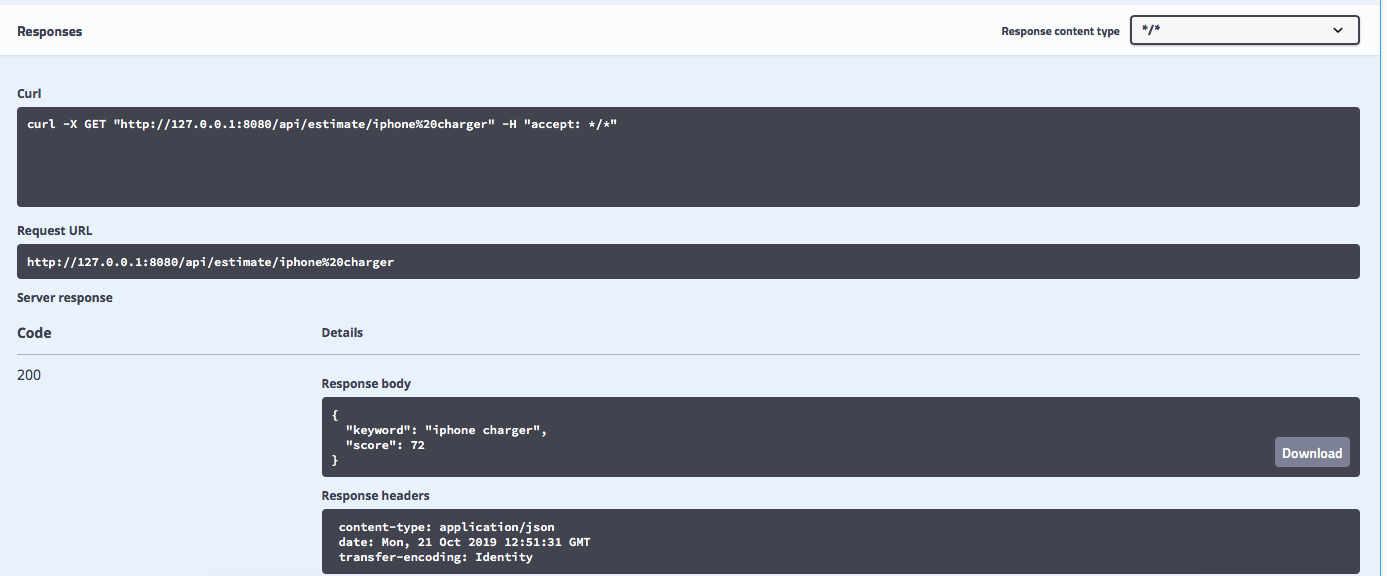 Responses
Response content type */*
Curl
curl -X GET "http://127.0.0.1:8080/api/estimate/iphone%20charger" -H "accept: */*"
Request URL
http://127.0.0.1:8080/api/estimate/iphone%20charger
Server response
Code Details
200
Response body
{
  "keyword": "iphone charger",
  "score": 72
}
Download
Response headers
content-type: application/json
date: Mon, 21 Oct 2019 12:51:31 GMT
transfer-encoding: Identity